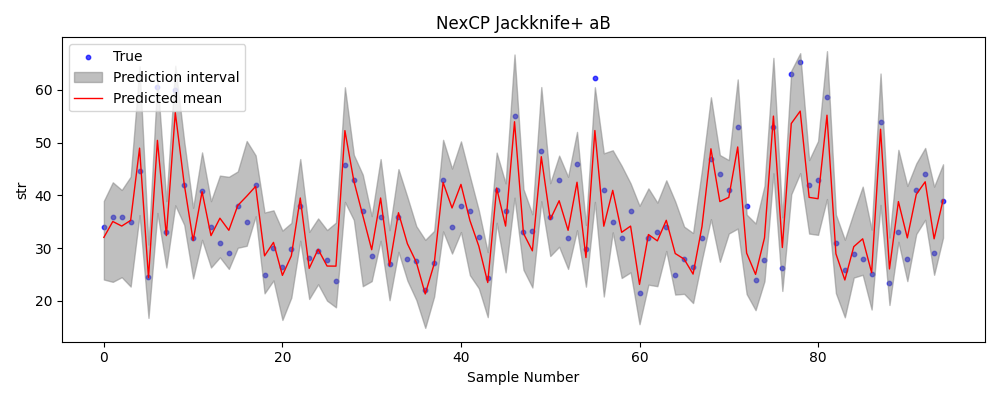 NexCP Jackknife+ aB
True
Prediction interval
Predicted mean
str
60
50
40
30
20
0
20
40
60
80
Sample Number